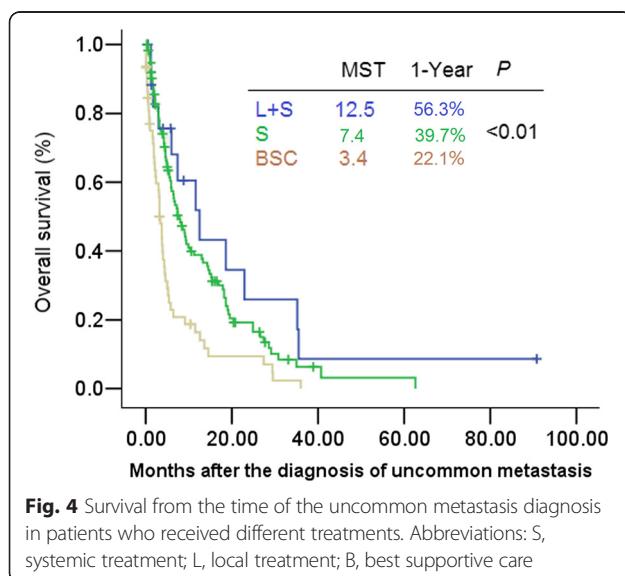 MST 1-Year P
L+S 12.5 56.3%
S 7.4 39.7% <0.01
BSC 3.4 22.1%
Overall survival (%)
1.0
0.8
0.6
0.4
0.2
0.0
0.00 20.00 40.00 60.00 80.00 100.00
Months after the diagnosis of uncommon metastasis
Fig. 4 Survival from the time of the uncommon metastasis diagnosis
in patients who received different treatments. Abbreviations: S,
systemic treatment; L, local treatment; B, best supportive care